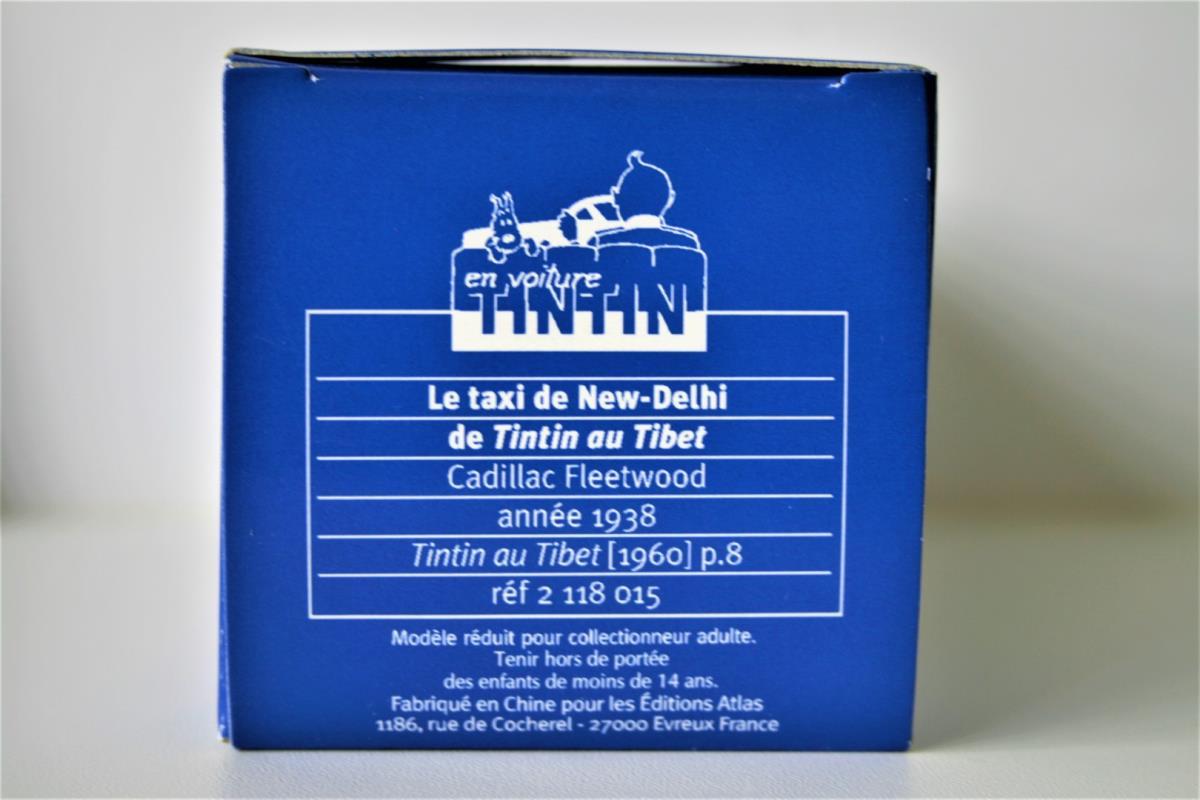 en voiture
TINTIN
Le taxi de New-Delhi
de Tintin au Tibet
Cadillac Fleetwood
année 1938
Tintin au Tibet [1960] p.8
réf 2 118 015
Modèle réduit pour collectionneur adulte.
Tenir hors de portée
des enfants de moins de 14 ans.
Fabriqué en Chine pour les Éditions Atlas
1186, rue de Cocherel - 27000 Evreux France